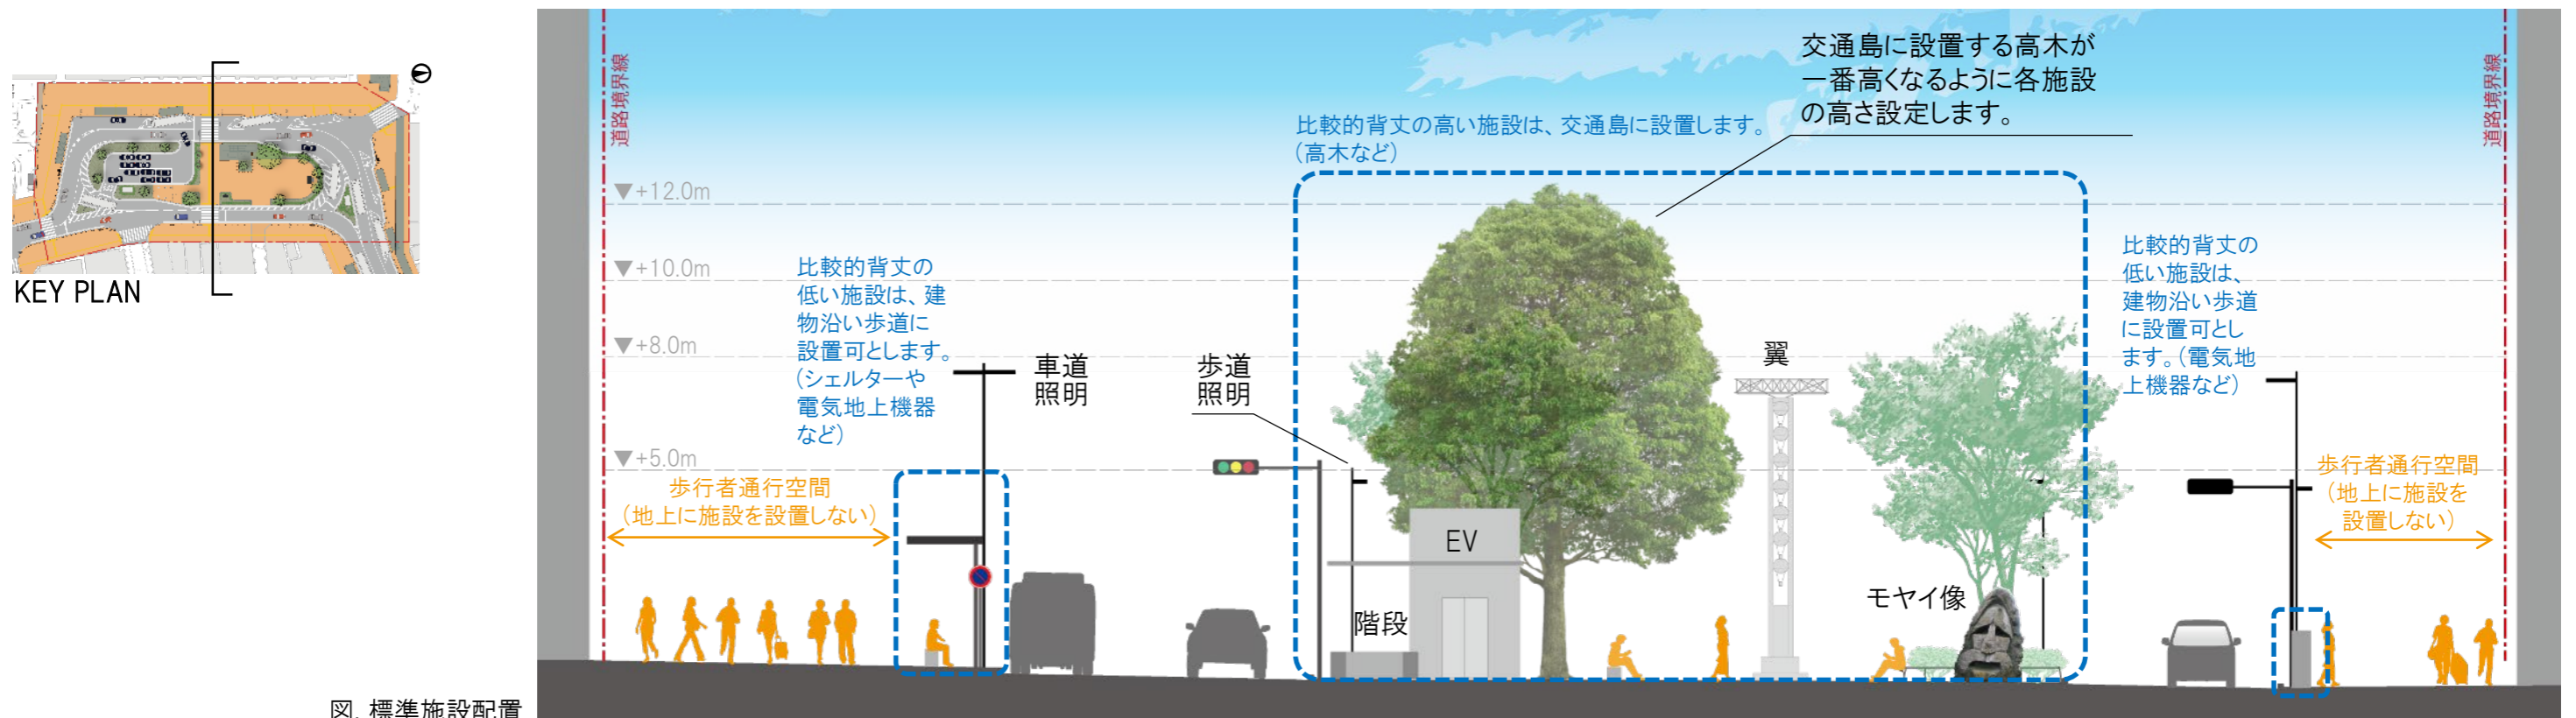 KEY PLAN
図. 標準施設配置
道路境界線
▼+12.0m
▼+10.0m
▼+8.0m
▼+5.0m
歩行者通行空間
（地上に施設を設置しない）
比較的背丈の
低い施設は、建
物沿い歩道に
設置可とします。
（シェルターや
電気地上機器
など）
車道
照明
歩道
照明
比較的背丈の高い施設は、交通島に設置します。
（高木など）
交通島に設置する高木が
一番高くなるように各施設
の高さ設定します。
EV
階段
翼
モヤイ像
比較的背丈の
低い施設は、
建物沿い歩道
に設置可とし
ます。（電気地
上機器など）
歩行者通行空間
（地上に施設を
設置しない）
道路境界線